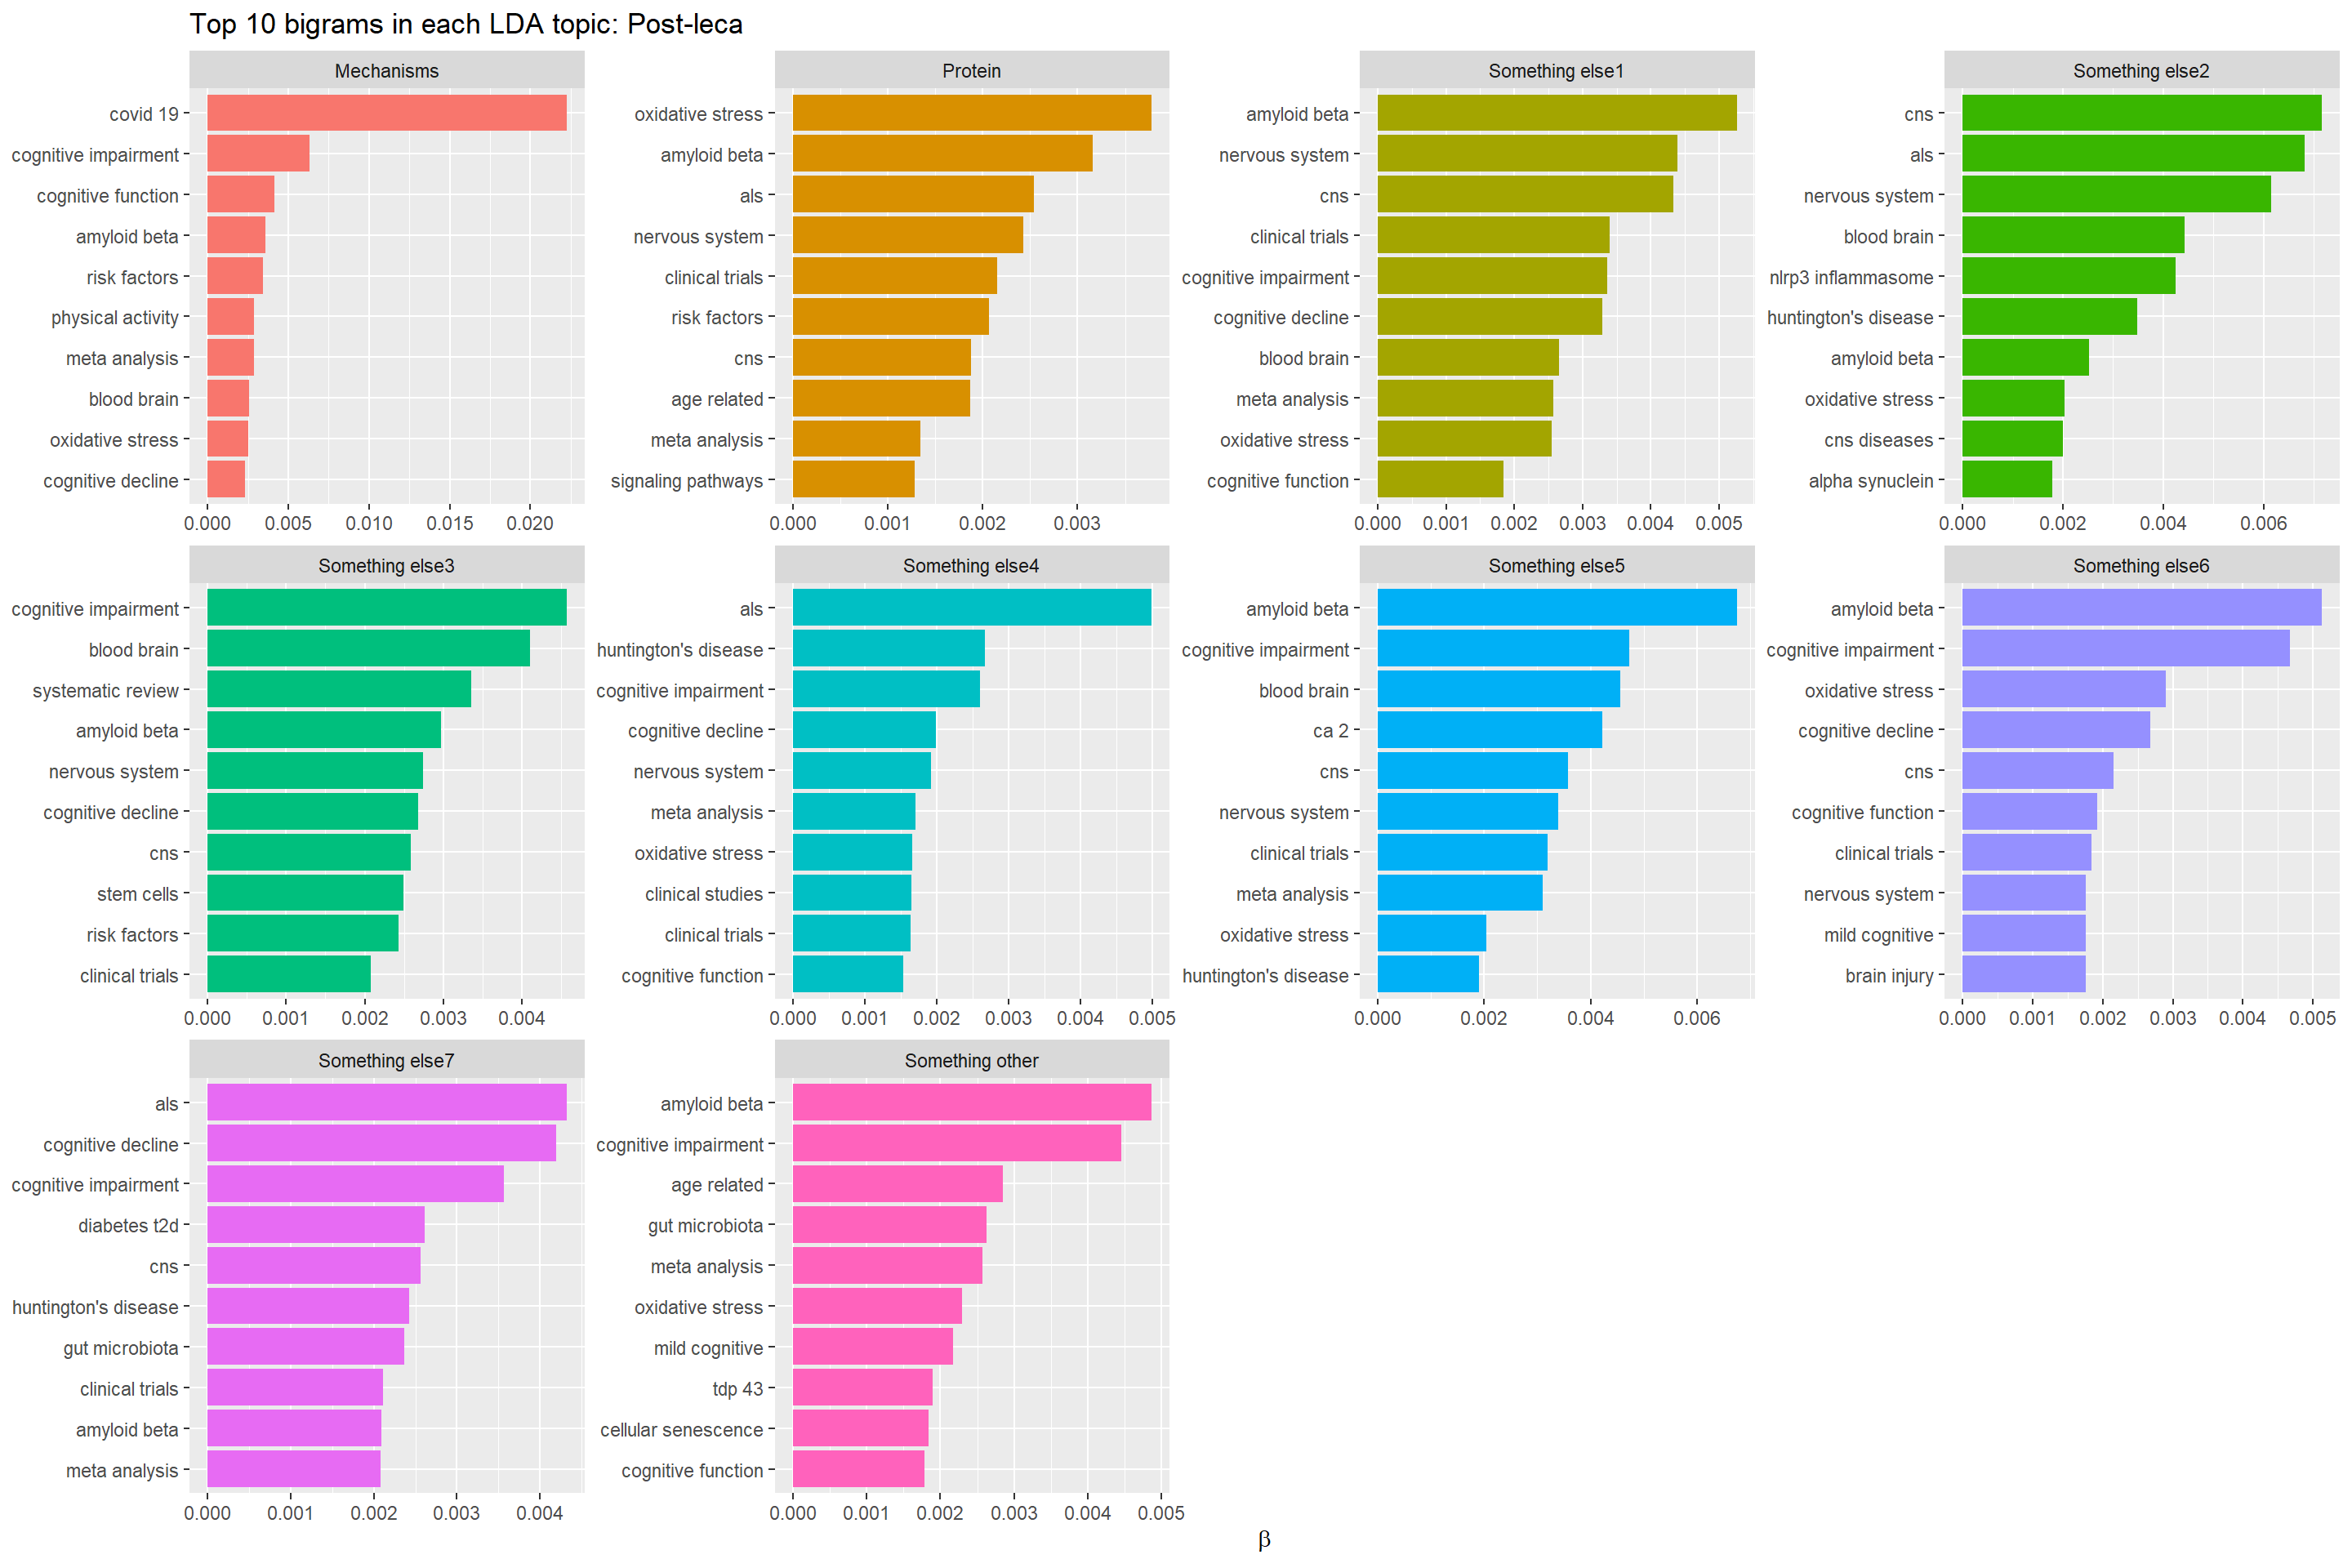 Top 10 bigrams in each LDA topic: Post-leca
Mechanisms
covid 19
cognitive impairment
cognitive function
amyloid beta
risk factors
physical activity
meta analysis
blood brain
oxidative stress
cognitive decline
0.000 0.005 0.010 0.015 0.020
Protein
oxidative stress
amyloid beta
als
nervous system
clinical trials
risk factors
cns
age related
meta analysis
signaling pathways
0.000 0.001 0.002 0.003
Something else1
amyloid beta
nervous system
cns
clinical trials
cognitive impairment
cognitive decline
blood brain
meta analysis
oxidative stress
cognitive function
0.000 0.001 0.002 0.003 0.004 0.005
Something else2
cns
als
nervous system
blood brain
nlrp3 inflammasome
huntington's disease
amyloid beta
oxidative stress
cns diseases
alpha synuclein
0.000 0.002 0.004 0.006
Something else3
cognitive impairment
blood brain
systematic review
amyloid beta
nervous system
cognitive decline
cns
stem cells
risk factors
clinical trials
0.000 0.001 0.002 0.003 0.004
Something else4
als
huntington's disease
cognitive impairment
cognitive decline
nervous system
meta analysis
oxidative stress
clinical studies
clinical trials
cognitive function
0.000 0.001 0.002 0.003 0.004 0.005
Something else5
amyloid beta
cognitive impairment
blood brain
ca 2
cns
nervous system
clinical trials
meta analysis
oxidative stress
huntington's disease
0.000 0.002 0.004 0.006
Something else6
amyloid beta
cognitive impairment
oxidative stress
cognitive decline
cns
cognitive function
clinical trials
nervous system
mild cognitive
brain injury
0.000 0.001 0.002 0.003 0.004 0.005
Something else7
als
cognitive decline
cognitive impairment
diabetes t2d
cns
huntington's disease
gut microbiota
clinical trials
amyloid beta
meta analysis
0.000 0.001 0.002 0.003 0.004
Something other
amyloid beta
cognitive impairment
age related
gut microbiota
meta analysis
oxidative stress
mild cognitive
tdp 43
cellular senescence
cognitive function
0.000 0.001 0.002 0.003 0.004 0.005
β